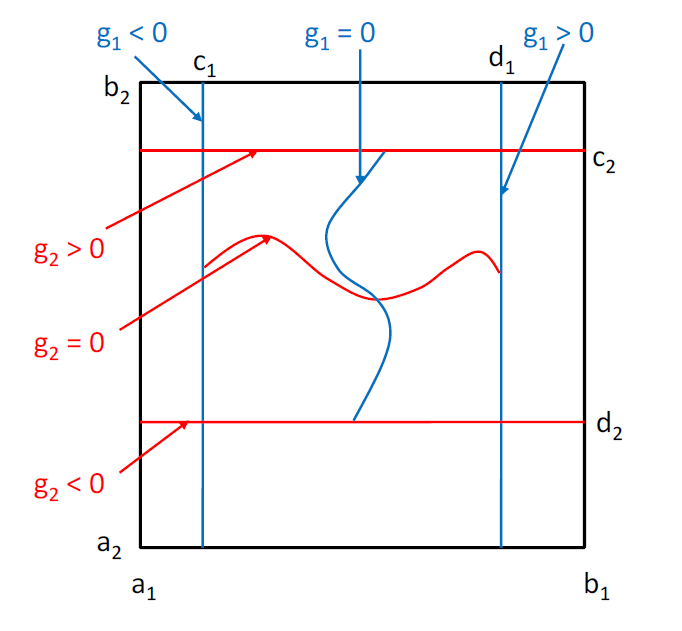 g₁ < 0
g₁ = 0
g₁ > 0
c₁
d₁
b₂
c₂
g₂ > 0
g₂ = 0
d₂
g₂ < 0
a₂
a₁
b₁